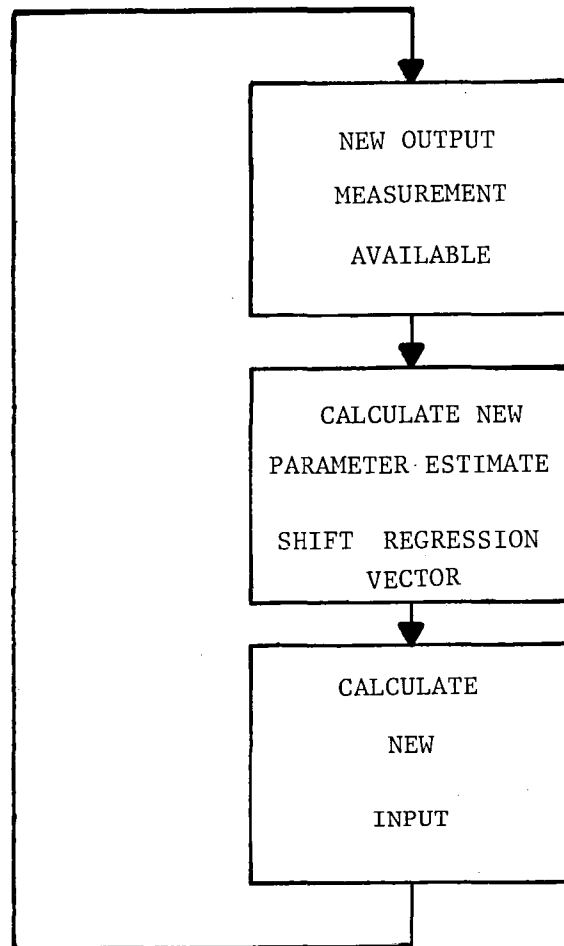 NEW OUTPUT
MEASUREMENT
AVAILABLE
CALCULATE NEW
PARAMETER ESTIMATE
SHIFT REGRESSION
VECTOR
CALCULATE
NEW
INPUT